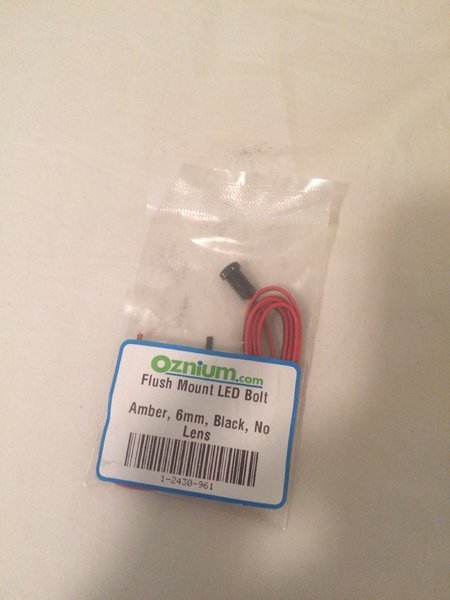 Oznium.com
Flush Mount LED Bolt
Amber, 6mm, Black, No
Lens
1-2430-961